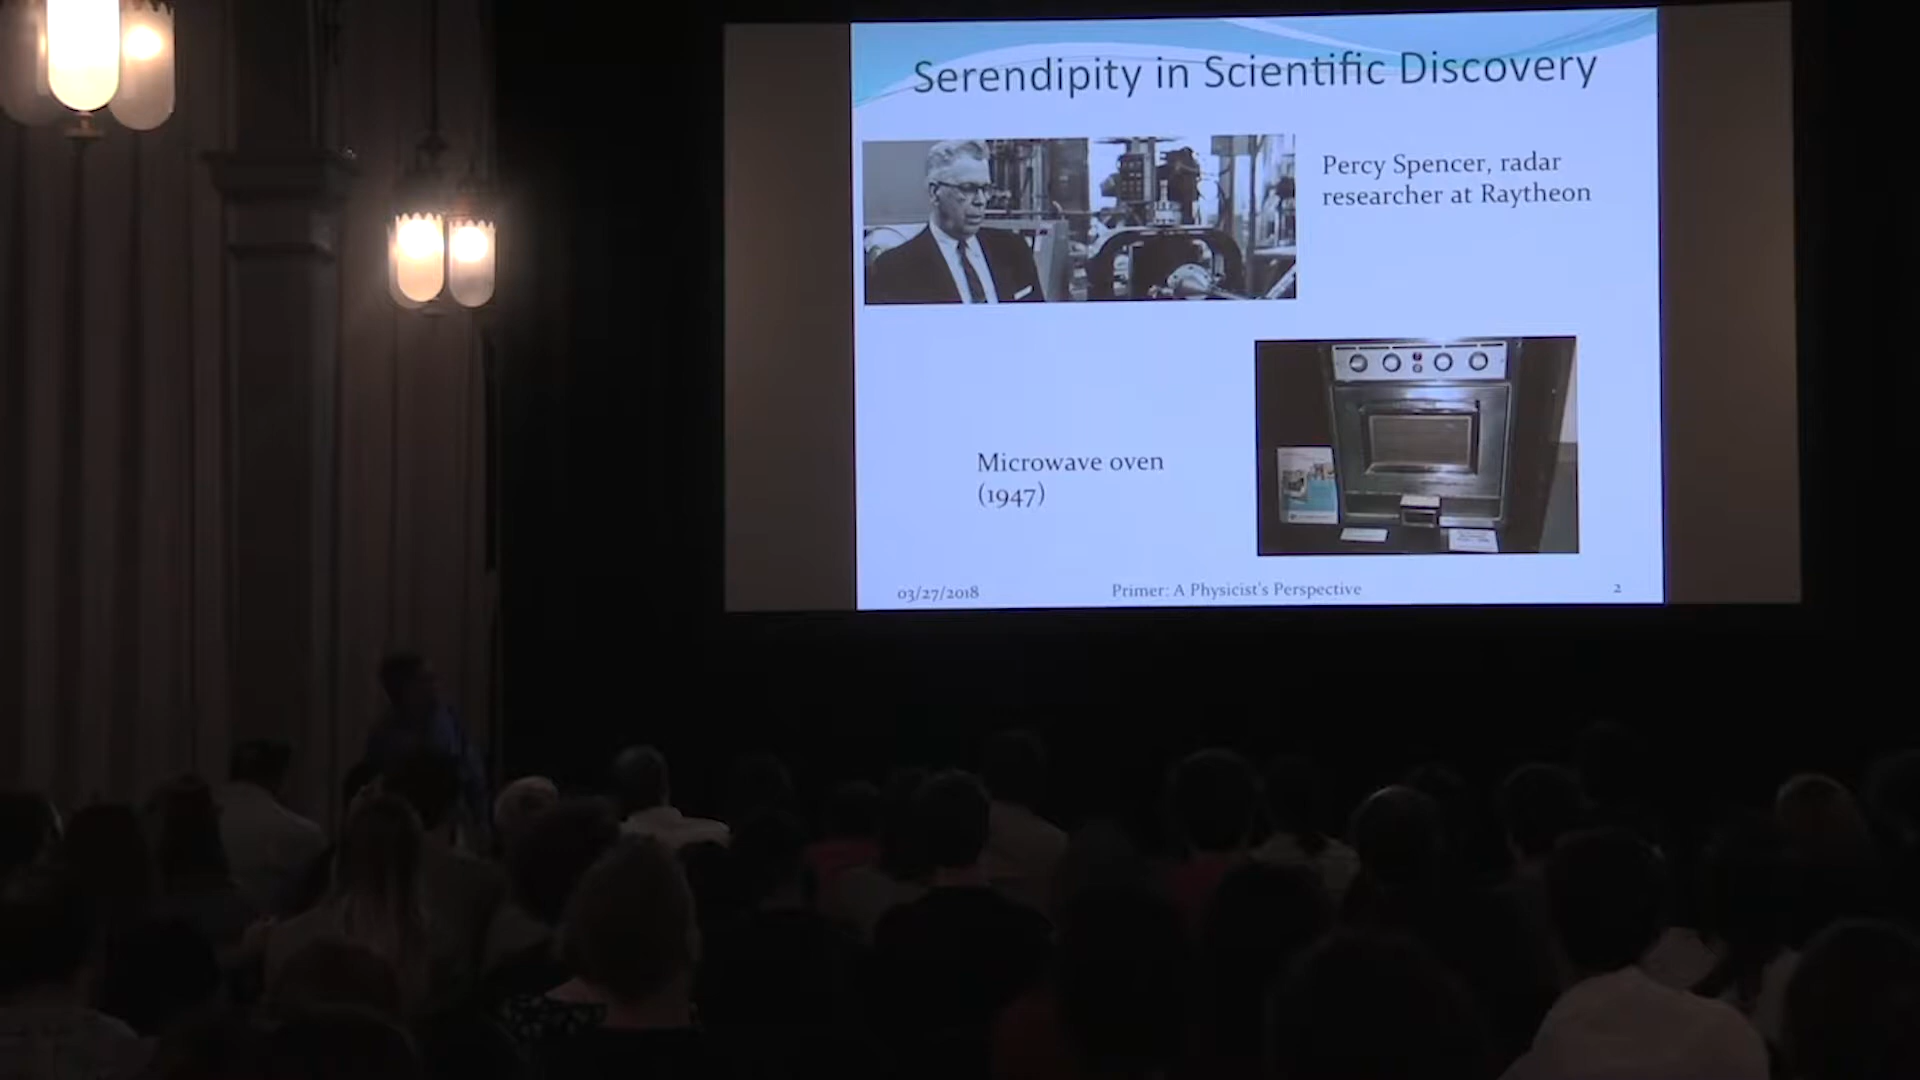 Serendipity in Scientific Discovery
Percy Spencer, radar
researcher at Raytheon
Microwave oven
(1947)
03/27/2018
Primer: A Physicist's Perspective
2